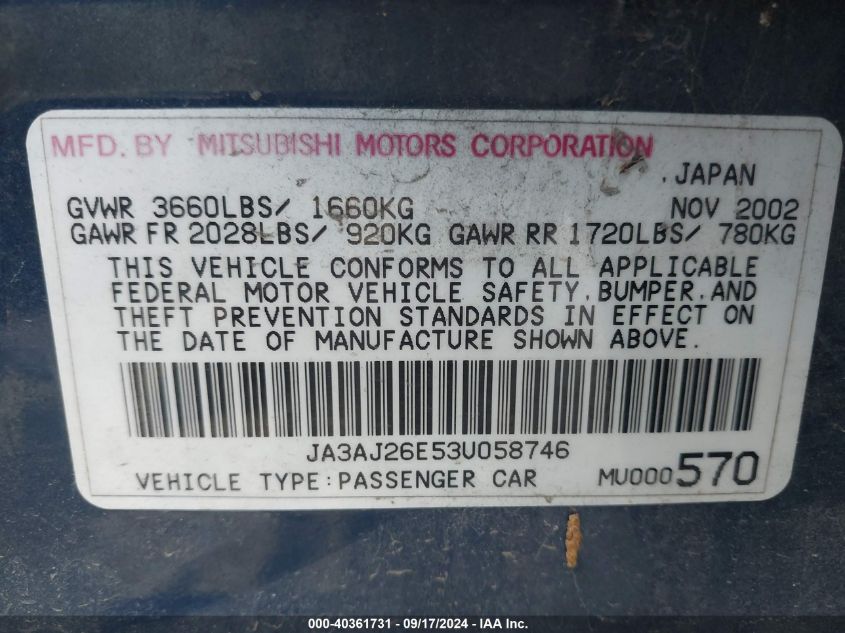 MFD. BY MITSUBISHI MOTORS CORPORATION
JAPAN
GVWR 3660LBS/ 1660KG NOV 2002
GAWR FR 2028LBS/ 920KG GAWR RR 1720LBS/ 780KG
THIS VEHICLE CONFORMS TO ALL APPLICABLE
FEDERAL MOTOR VEHICLE SAFETY, BUMPER, AND
THEFT PREVENTION STANDARDS IN EFFECT ON
THE DATE OF MANUFACTURE SHOWN ABOVE.
JA3AJ26E53U058746
VEHICLE TYPE:PASSENGER CAR MU000570
000-40361731 - 09/17/2024 - IAA Inc.